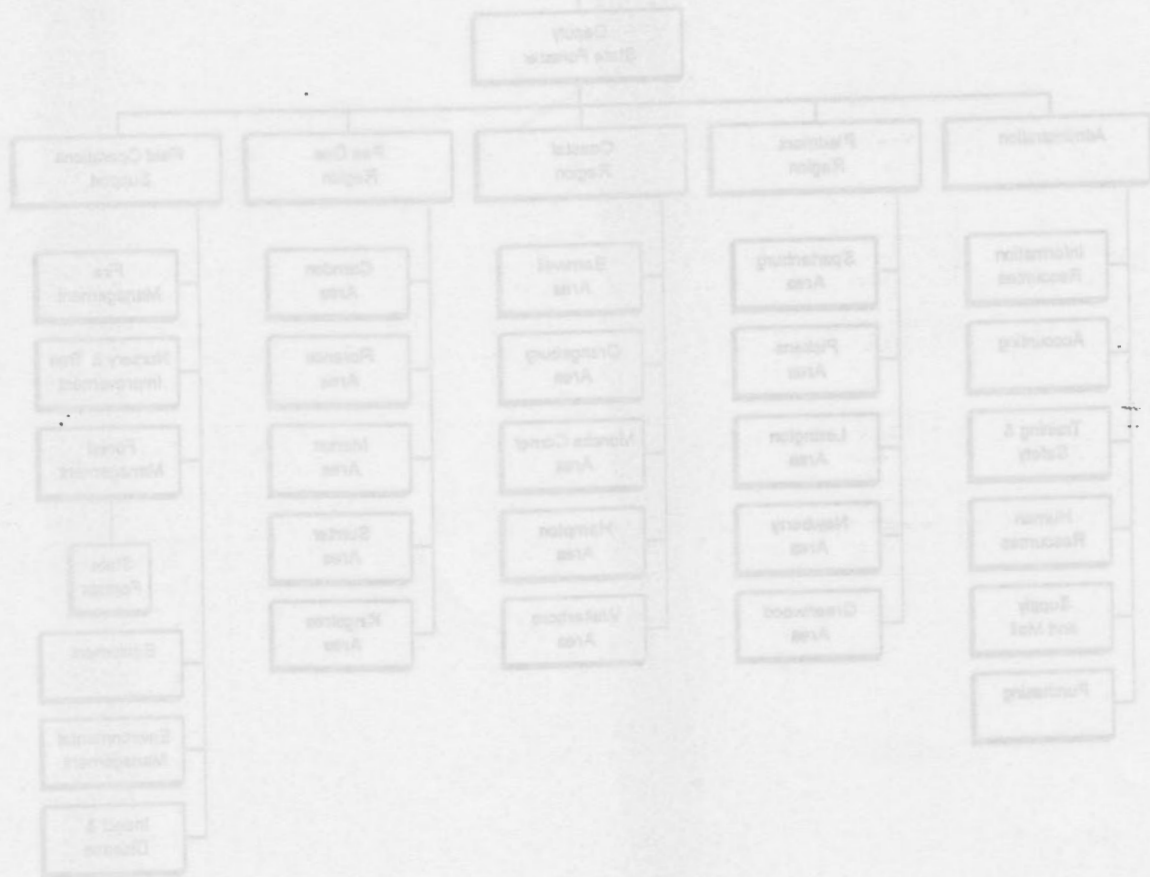 Deputy
State Forester
Administration
Piedmont
Region
Coastal
Region
Pee Dee
Region
Field Operations
Support
Information
Resources
Accounting
Training &
Safety
Human
Resources
Supply
and Mail
Purchasing
Spartanburg
Area
Pickens
Area
Lexington
Area
Newberry
Area
Greenwood
Area
Barnwell
Area
Orangeburg
Area
Moncks Corner
Area
Hampton
Area
Walterboro
Area
Camden
Area
Florence
Area
Area
Sumter
Area
Kingstree
Area
Fire
Management
Nursery & Tree
Improvement
Forest
Management
State
Forests
Equipment
Environmental
Management
Insect &
Disease